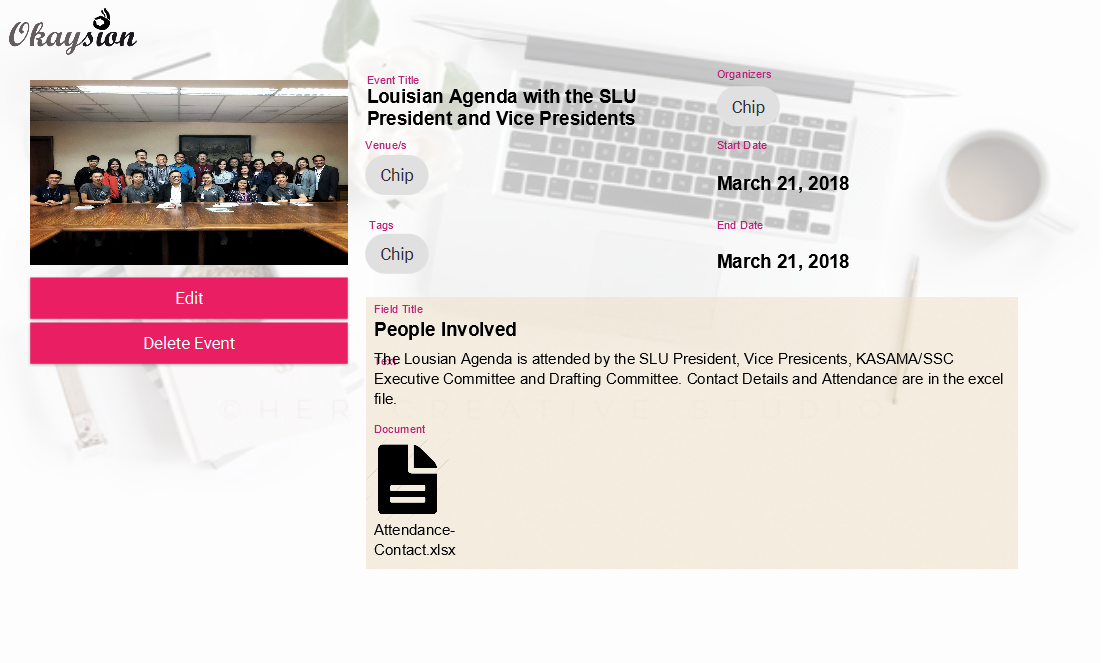 Okaysion
Event Title
Louisian Agenda with the SLU
President and Vice Presidents
Organizers
Chip
Venue/s
Chip
Start Date
March 21, 2018
Tags
Chip
End Date
March 21, 2018
Edit
Delete Event
Field Title
People Involved
Text
The Lousian Agenda is attended by the SLU President, Vice Presicents, KASAMA/SSC
Executive Committee and Drafting Committee. Contact Details and Attendance are in the excel
file.
Document
Attendance-
Contact.xlsx